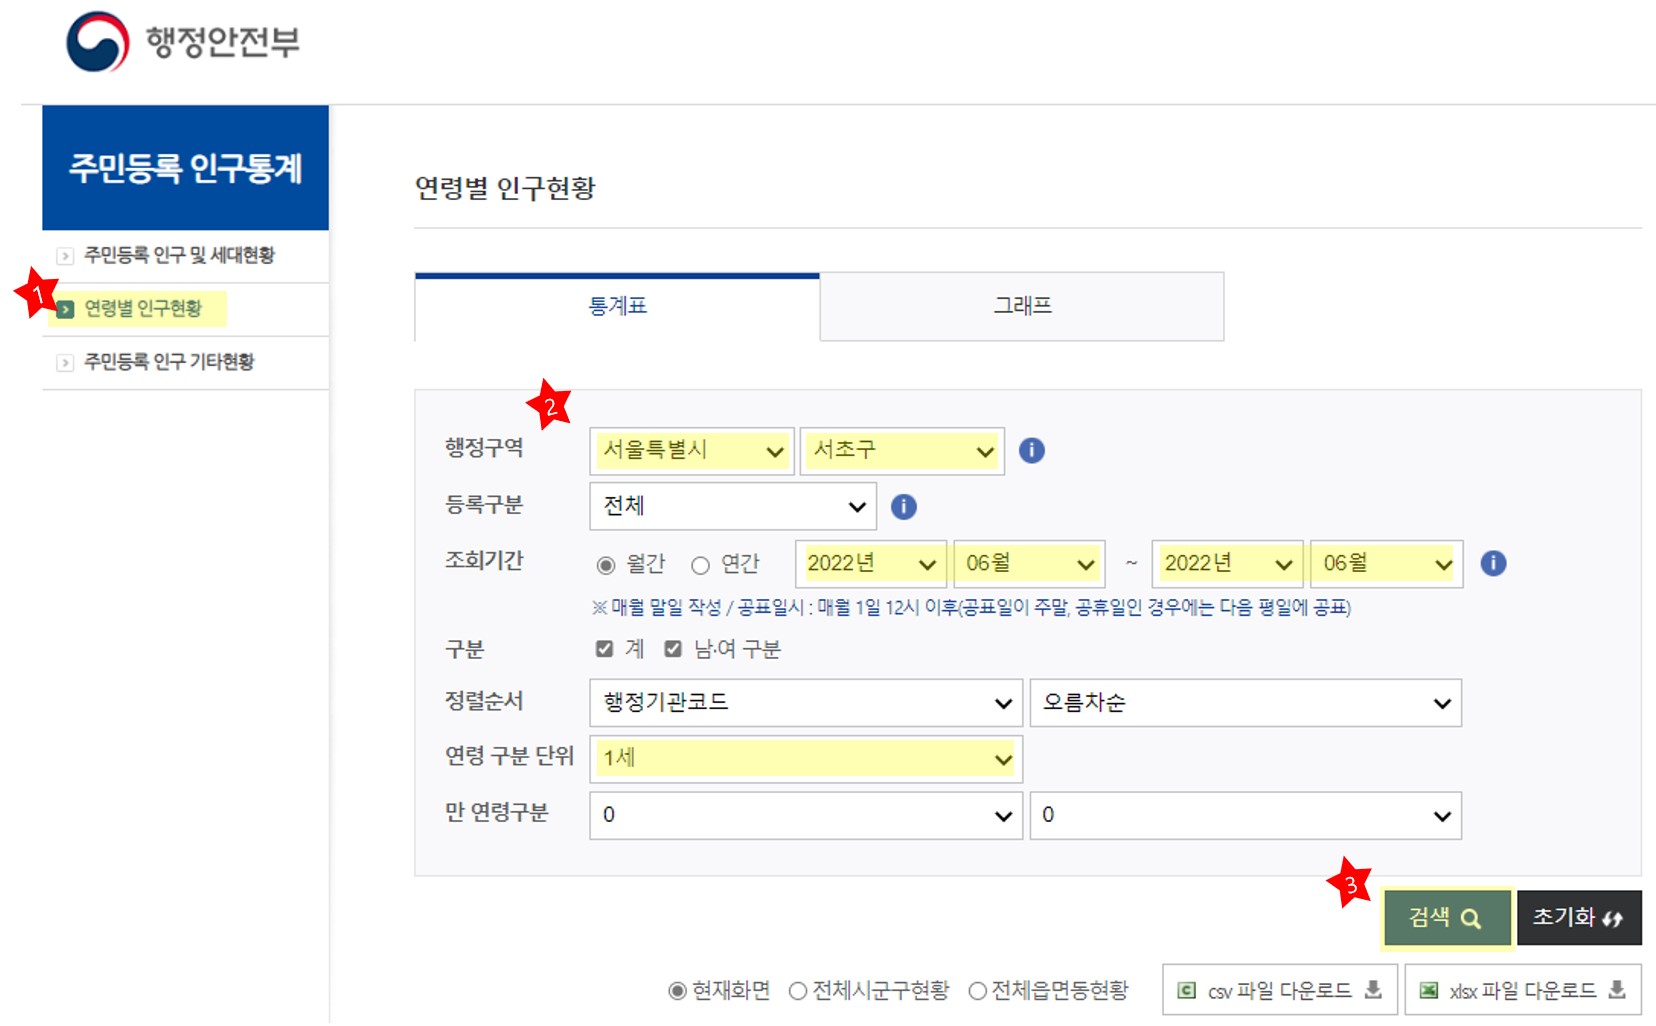 행정안전부
주민등록 인구통계
주민등록 인구 및 세대현황
1
연령별 인구현황
주민등록 인구 기타현황
연령별 인구현황
통계표
그래프
2
행정구역 서울특별시 서초구
등록구분 전체
조회기간 월간 연간 2022년 06월 ~ 2022년 06월
※ 매월 말일 작성 / 공표일시 : 매월 1일 12시 이후(공표일이 주말, 공휴일인 경우에는 다음 평일에 공표)
구분 계 남·여 구분
정렬순서 행정기관코드 오름차순
연령 구분 단위 1세
만 연령구분 0 0
3
검색 초기화
현재화면 전체시군구현황 전체읍면동현황 csv 파일 다운로드 xlsx 파일 다운로드